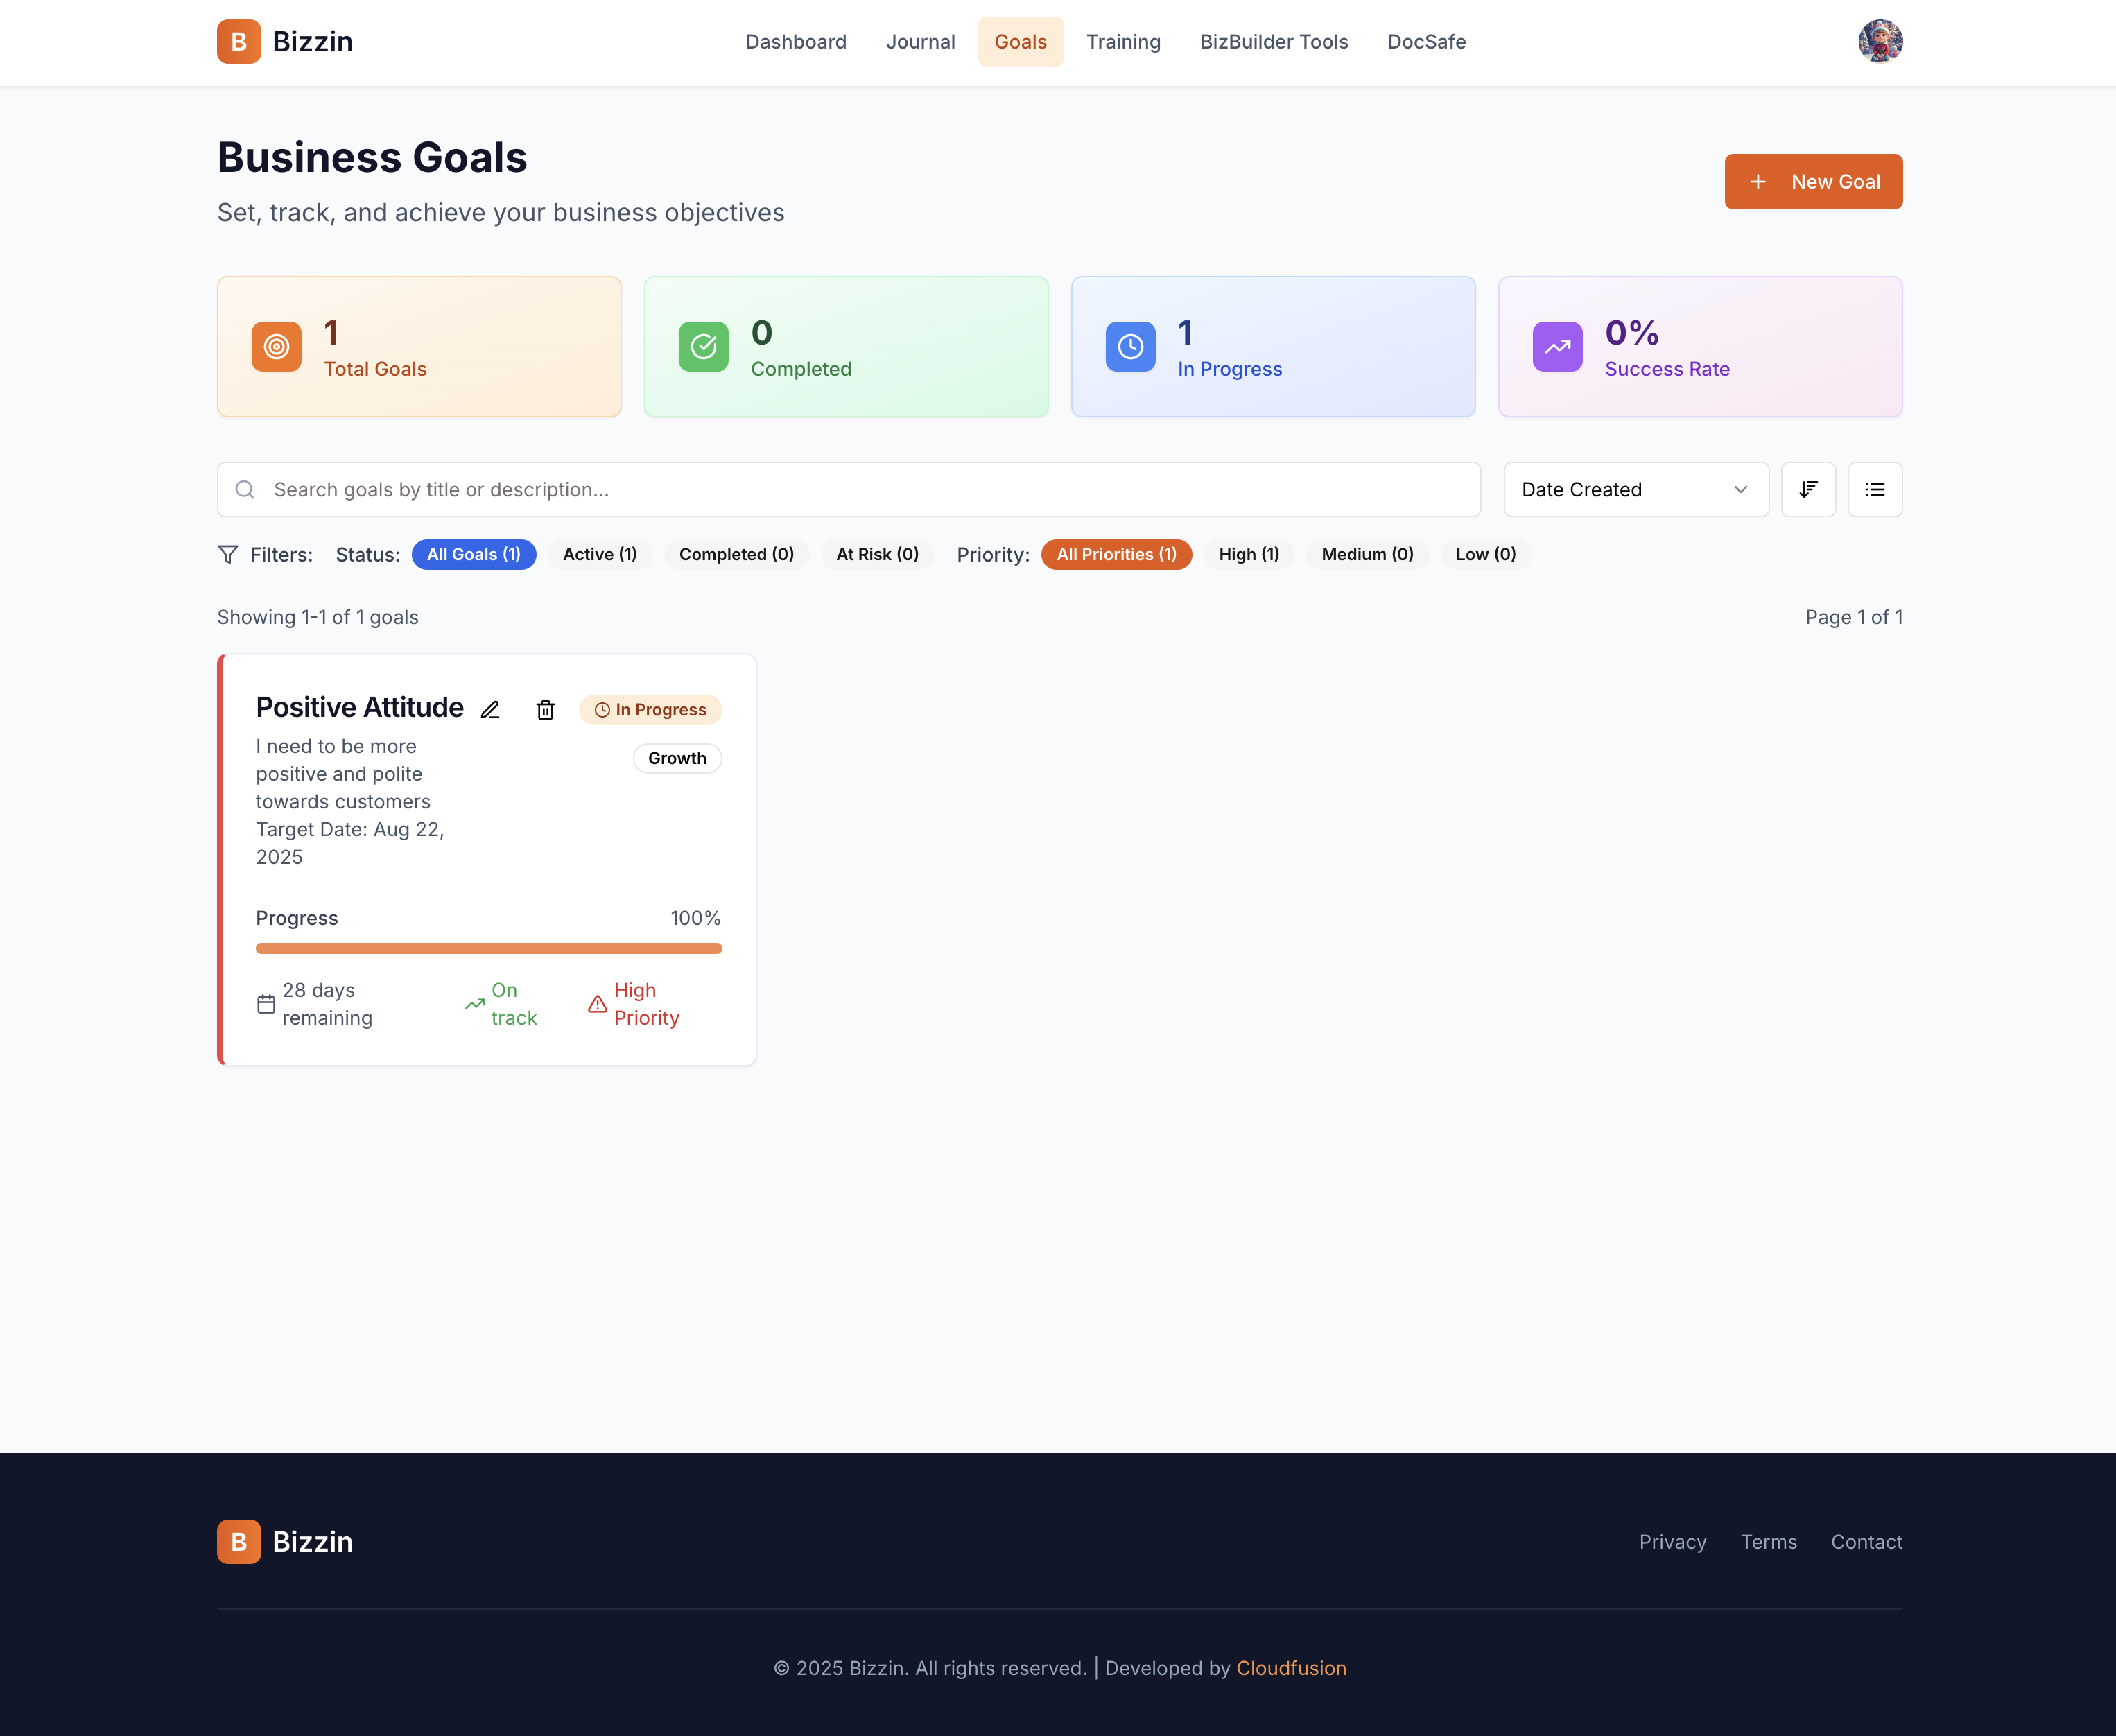 B Bizzin
Dashboard Journal Goals Training BizBuilder Tools DocSafe
Business Goals
Set, track, and achieve your business objectives
+ New Goal
1
Total Goals
0
Completed
1
In Progress
0%
Success Rate
Search goals by title or description...
Date Created
Filters: Status: All Goals (1) Active (1) Completed (0) At Risk (0) Priority: All Priorities (1) High (1) Medium (0) Low (0)
Showing 1-1 of 1 goals
Page 1 of 1
Positive Attitude
In Progress
Growth
I need to be more
positive and polite
towards customers
Target Date: Aug 22,
2025
Progress 100%
28 days
remaining
On
track
High
Priority
B Bizzin
Privacy Terms Contact
© 2025 Bizzin. All rights reserved. | Developed by Cloudfusion